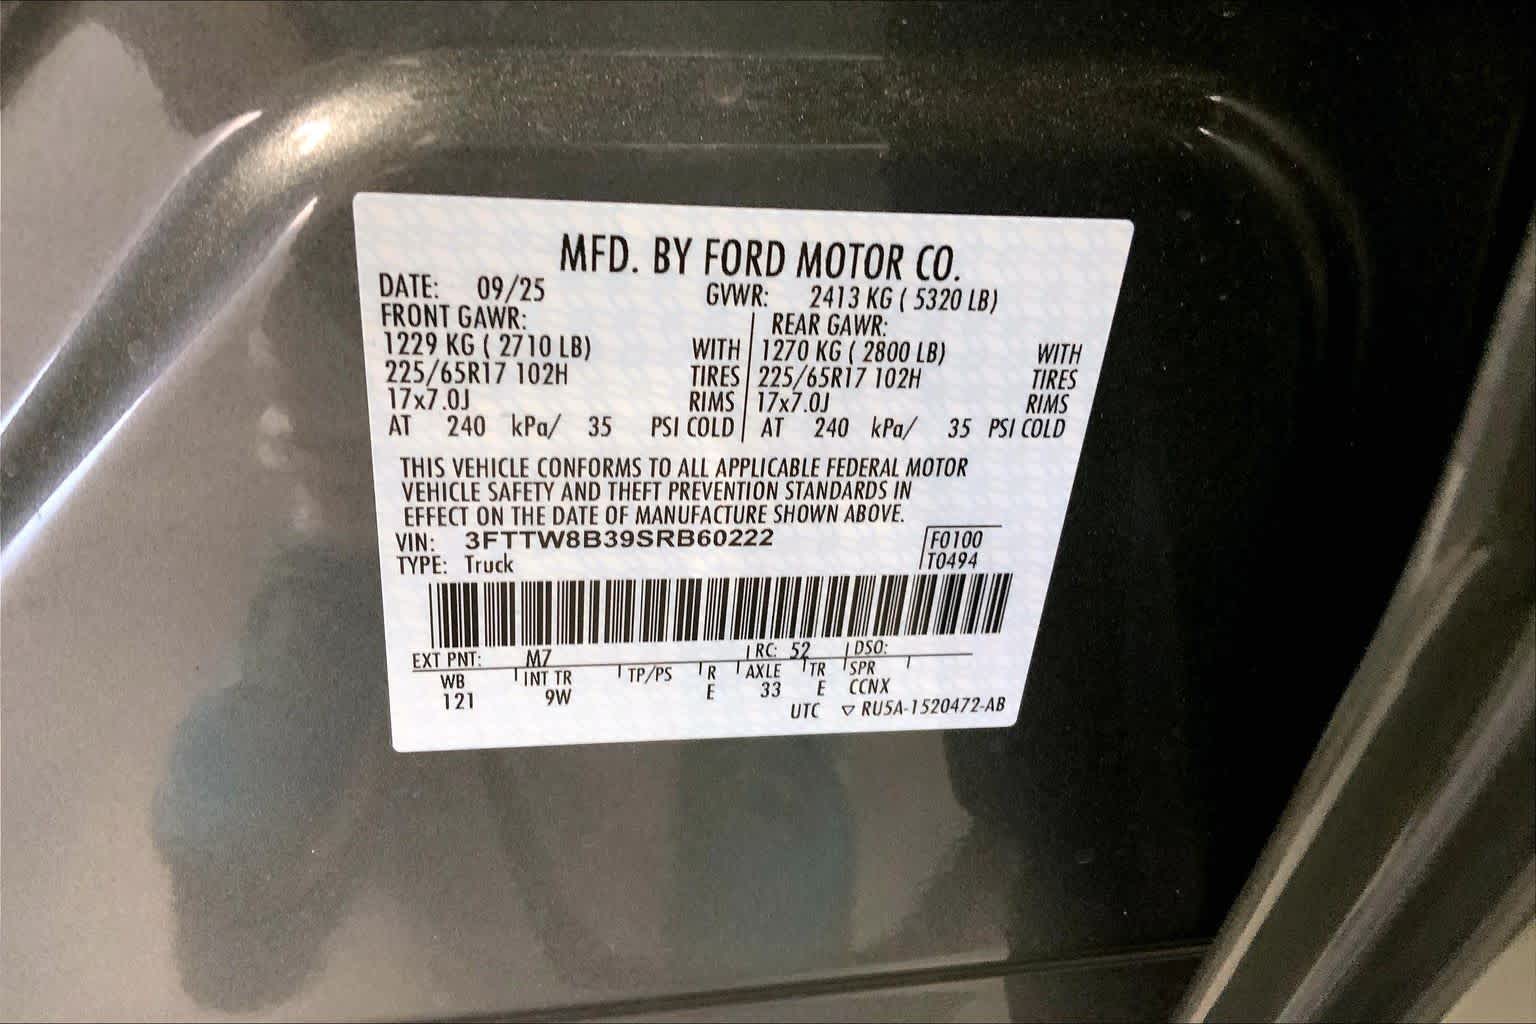 MFD. BY FORD MOTOR CO.
DATE: 09/25 GVWR: 2413 KG ( 5320 LB)
FRONT GAWR: REAR GAWR:
1229 KG ( 2710 LB) WITH 1270 KG ( 2800 LB) WITH
225/65R17 102H TIRES 225/65R17 102H TIRES
17x7.0J RIMS 17x7.0J RIMS
AT 240 kPa/ 35 PSI COLD AT 240 kPa/ 35 PSI COLD
THIS VEHICLE CONFORMS TO ALL APPLICABLE FEDERAL MOTOR
VEHICLE SAFETY AND THEFT PREVENTION STANDARDS IN
EFFECT ON THE DATE OF MANUFACTURE SHOWN ABOVE.
VIN: 3FTTW8B39SRB60222 F0100
TYPE: Truck T0494
EXT PNT: M7 RC: 52 DSO:
WB INT TR TP/PS R AXLE TR SPR
121 9W E 33 E CCNX
UTC ▽ RU5A-1520472-AB